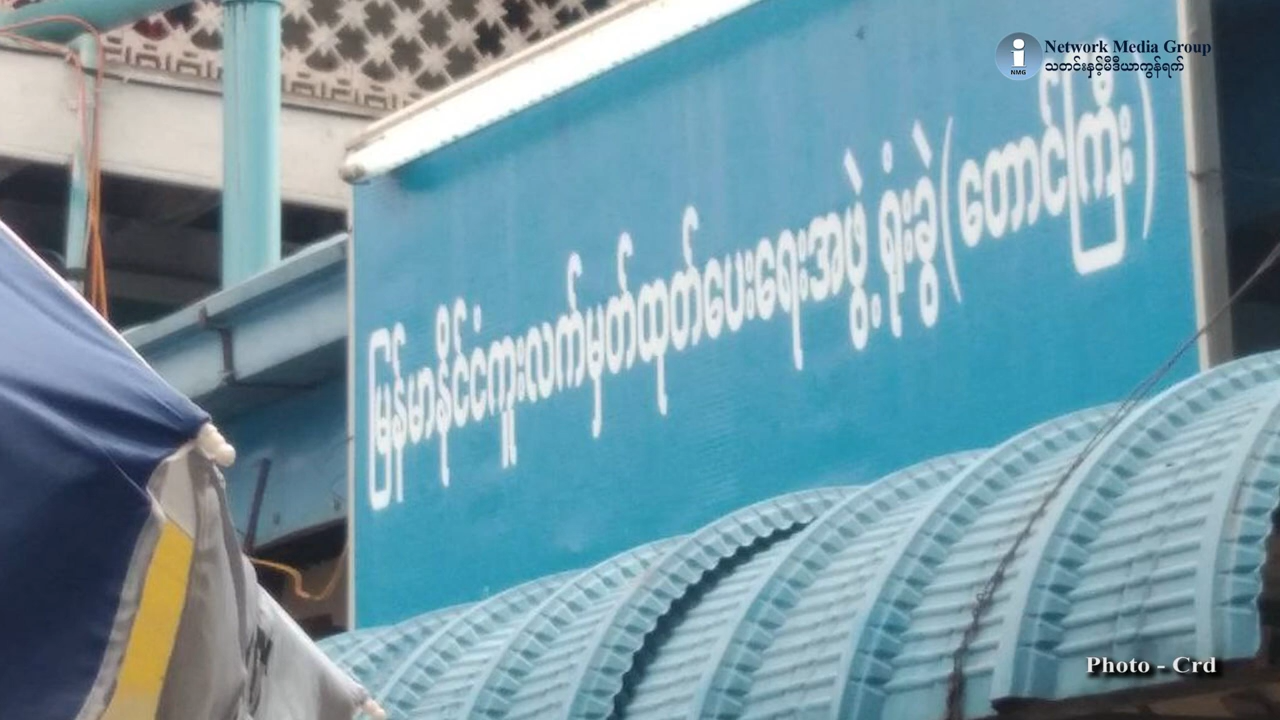 Network Media Group
သတင်းနှင့်မီဒီယာကွန်ရက်
i
NMG
မြန်မာနိုင်ငံကူးလက်မှတ်ထုတ်ပေးရေးအဖွဲ့ ရုံးခွဲ(တောင်ကြီး)
Photo - Crd